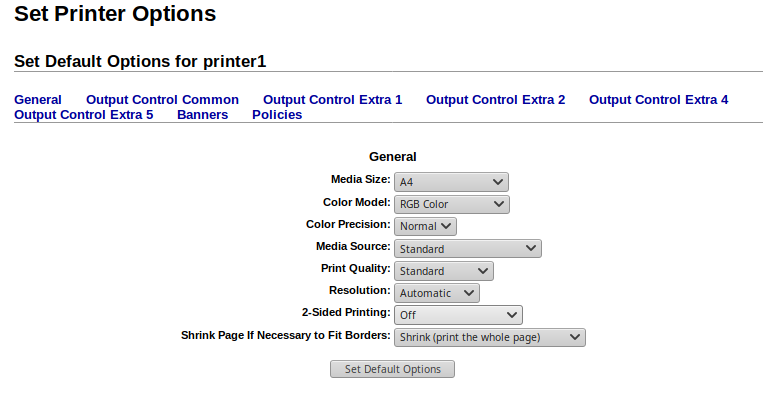 Set Printer Options
Set Default Options for printer1
General Output Control Common Output Control Extra 1 Output Control Extra 2 Output Control Extra 4
Output Control Extra 5 Banners Policies
General
Media Size: A4
Color Model: RGB Color
Color Precision: Normal
Media Source: Standard
Print Quality: Standard
Resolution: Automatic
2-Sided Printing: Off
Shrink Page If Necessary to Fit Borders: Shrink (print the whole page)
Set Default Options